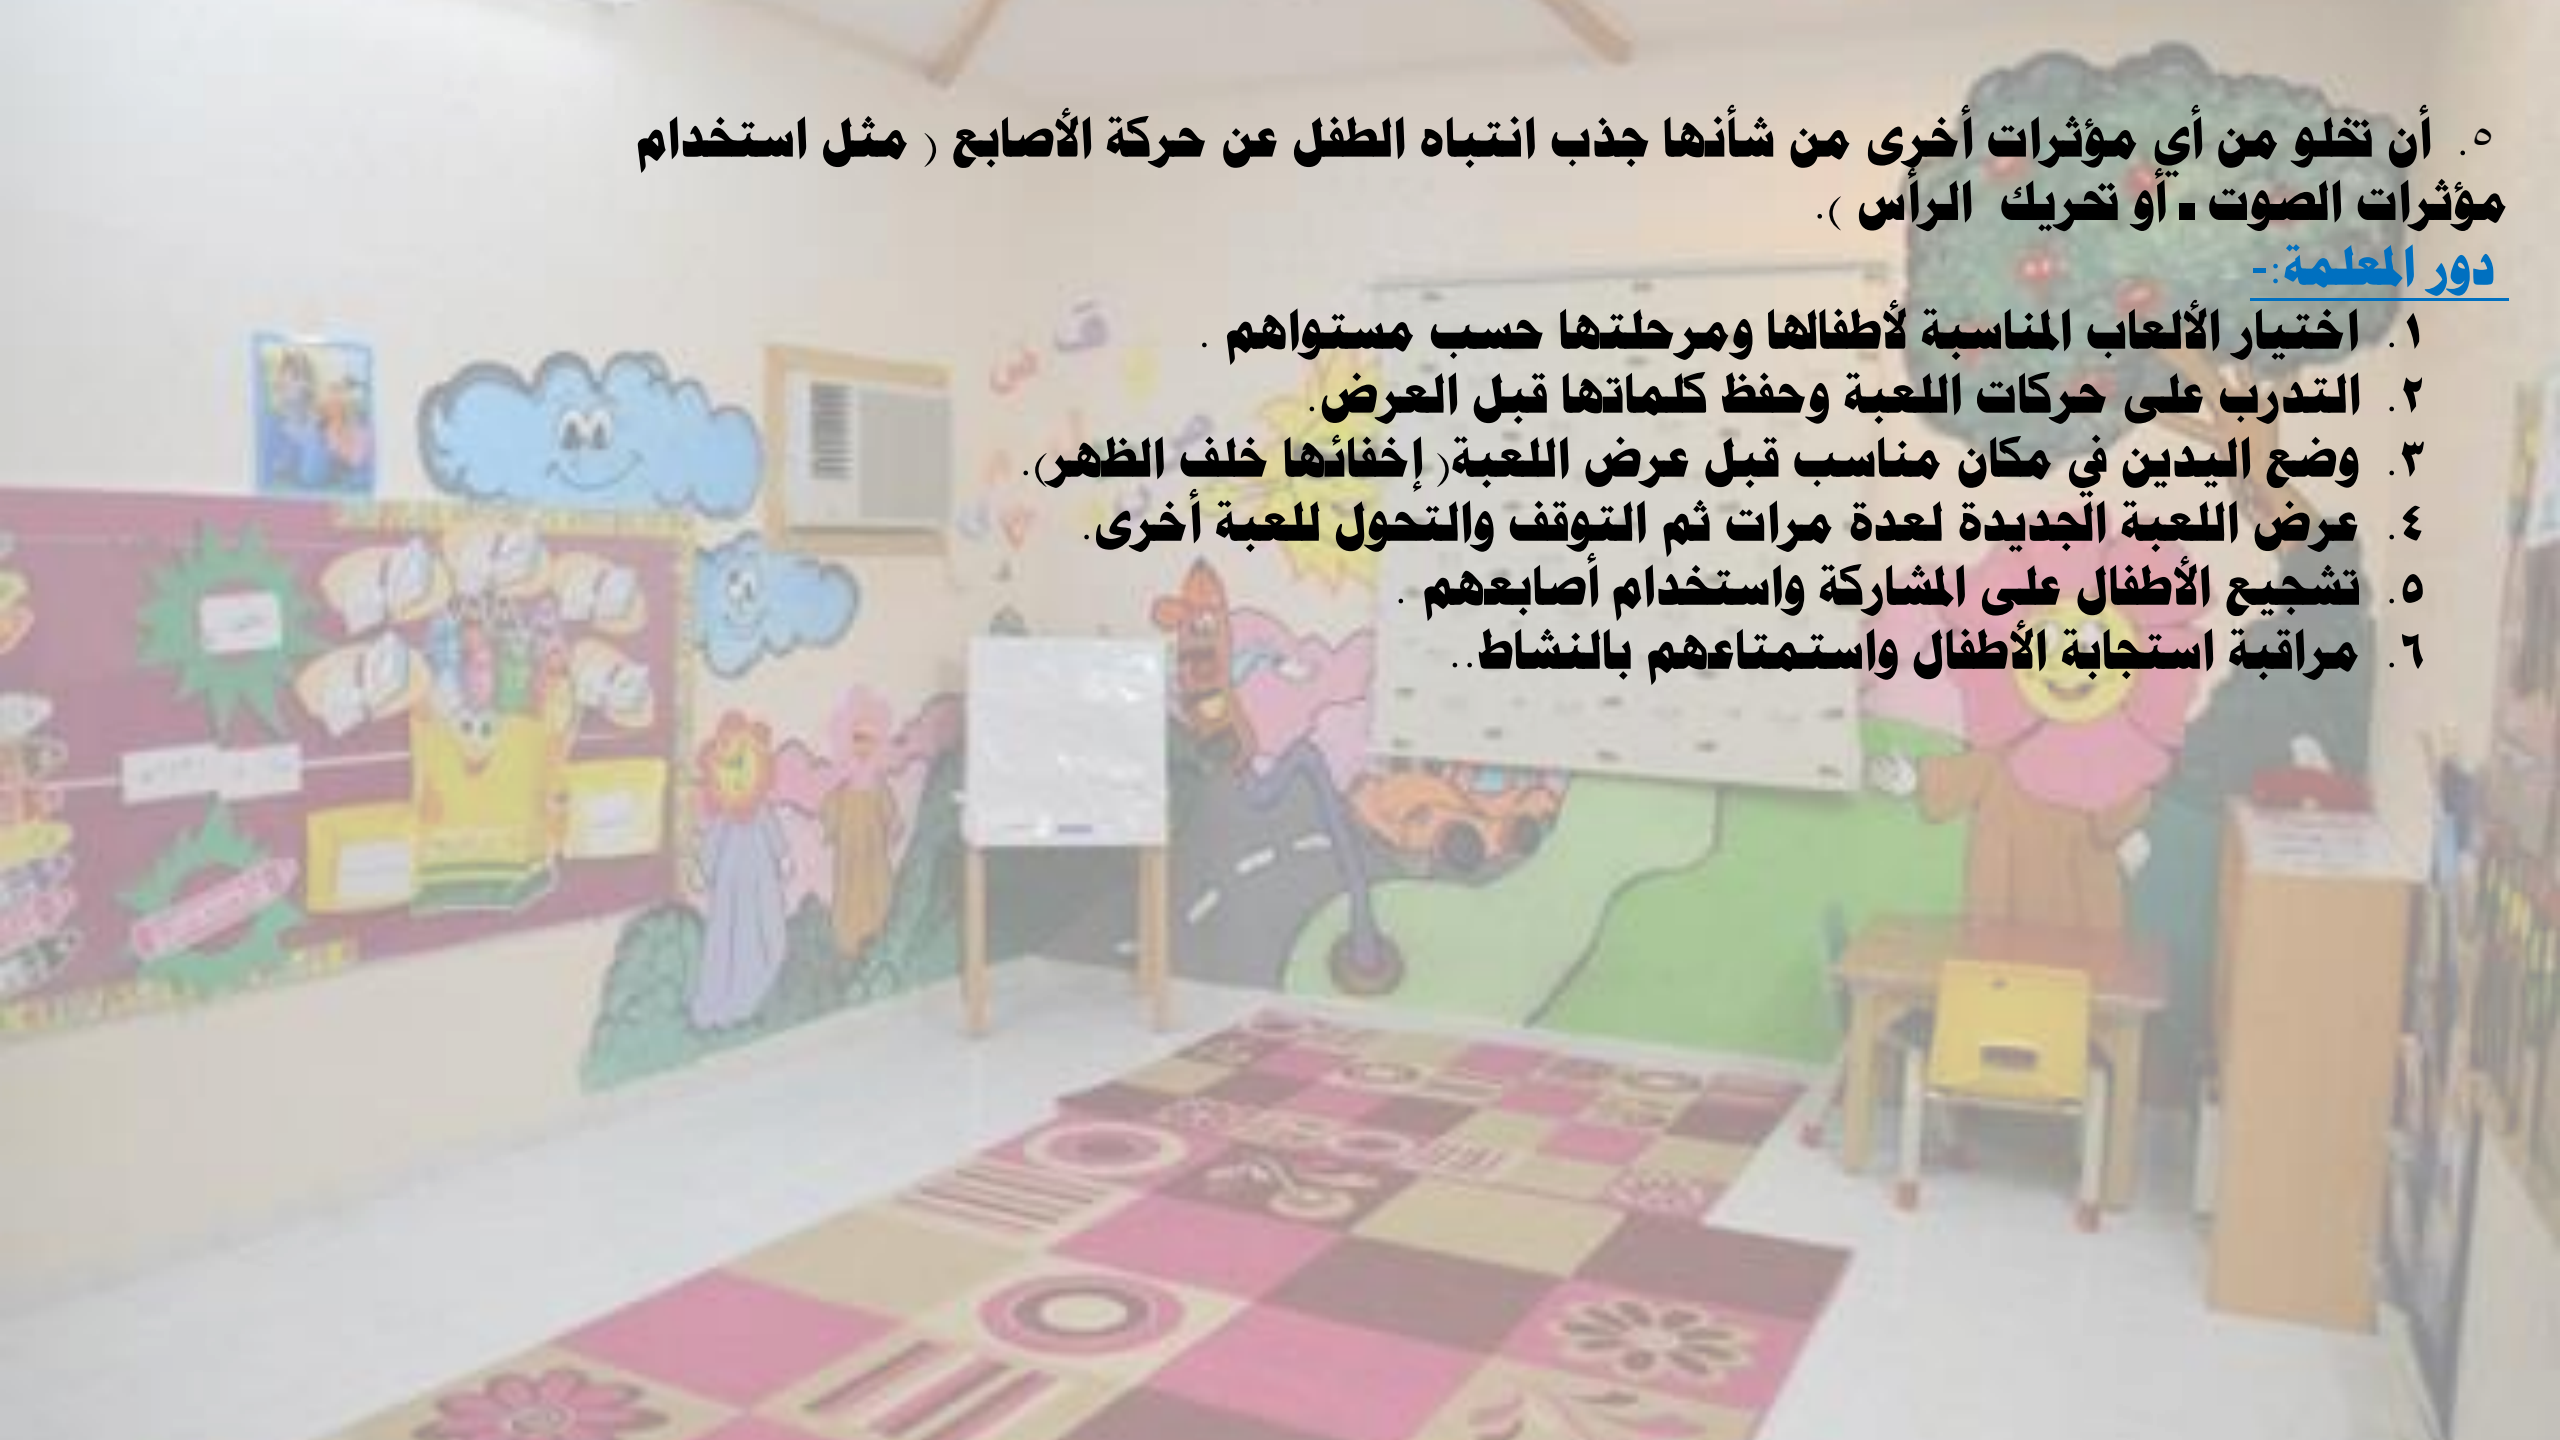 ٥. أن تخلو من أي مؤثرات أخرى من شأنها جذب انتباه الطفل عن حركة الأصابع ( مثل استخدام
مؤثرات الصوت - أو تحريك الرأس ).
دور المعلمة:-
١. اختيار الألعاب المناسبة لأطفالها ومرحلتها حسب مستواهم .
٢. التدرب على حركات اللعبة وحفظ كلماتها قبل العرض.
٣. وضع اليدين في مكان مناسب قبل عرض اللعبة( إخفائها خلف الظهر).
٤. عرض اللعبة الجديدة لعدة مرات ثم التوقف والتحول للعبة أخرى.
٥. تشجيع الأطفال على المشاركة واستخدام أصابعهم .
٦. مراقبة استجابة الأطفال واستمتاعهم بالنشاط..